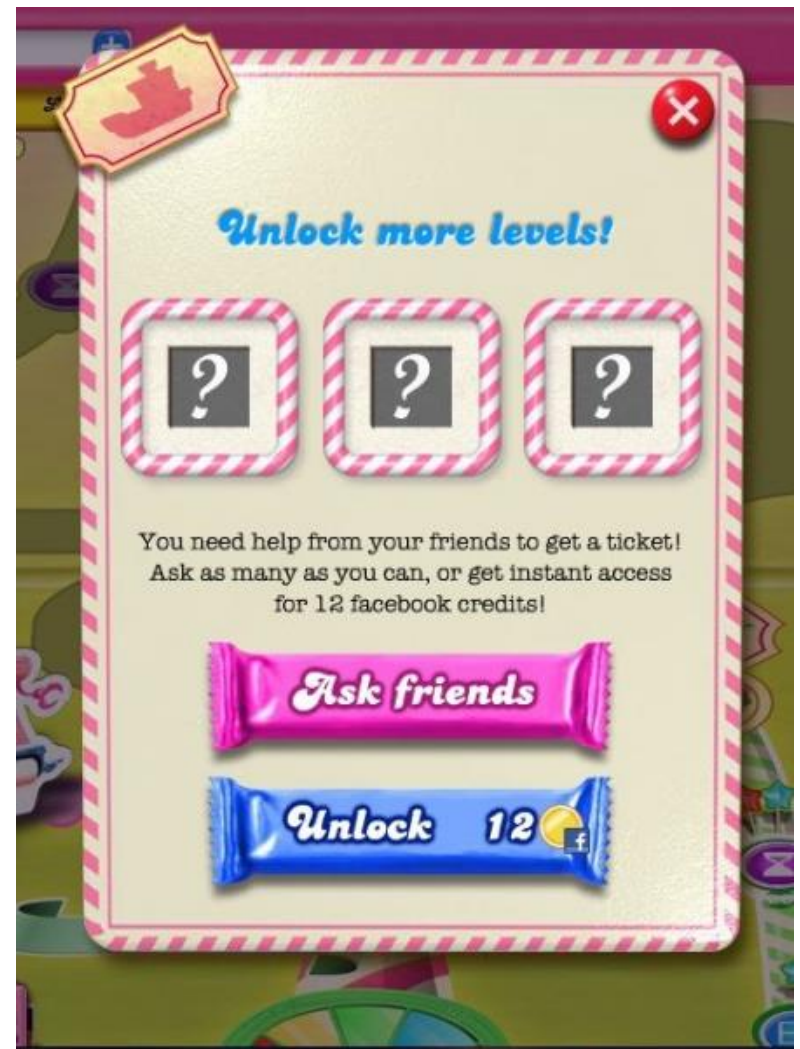 Unlock more levels!
? ? ?
You need help from your friends to get a ticket!
Ask as many as you can, or get instant access
for 12 facebook credits!
Ask friends
Unlock 12
f